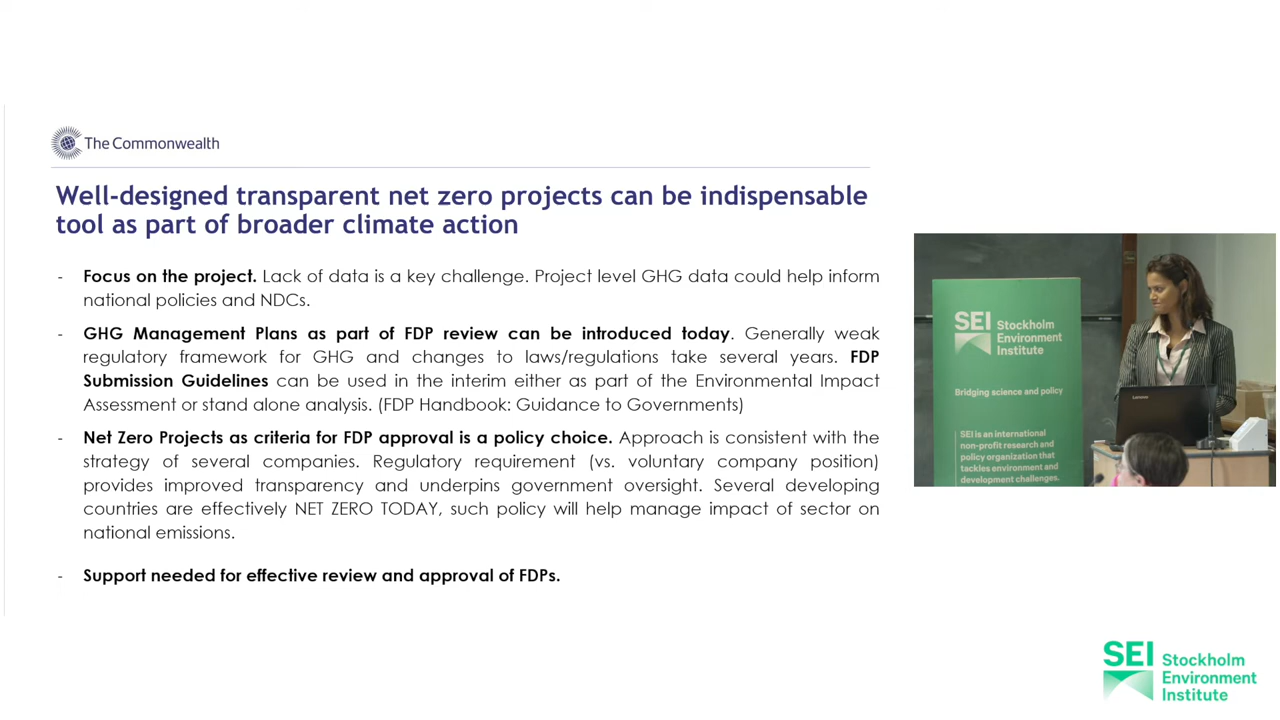 The Commonwealth
Well-designed transparent net zero projects can be indispensable
tool as part of broader climate action
- Focus on the project. Lack of data is a key challenge. Project level GHG data could help inform
national policies and NDCs.
- GHG Management Plans as part of FDP review can be introduced today. Generally weak
regulatory framework for GHG and changes to laws/regulations take several years. FDP
Submission Guidelines can be used in the interim either as part of the Environmental Impact
Assessment or stand alone analysis. (FDP Handbook: Guidance to Governments)
- Net Zero Projects as criteria for FDP approval is a policy choice. Approach is consistent with the
strategy of several companies. Regulatory requirement (vs. voluntary company position)
provides improved transparency and underpins government oversight. Several developing
countries are effectively NET ZERO TODAY, such policy will help manage impact of sector on
national emissions.
- Support needed for effective review and approval of FDPs.
SEI Stockholm
Environment
Institute
Bridging science and policy
SEI is an international
non-profit research and
policy organization that
tackles environment and
development challenges.
Lenovo
SEI Stockholm
Environment
Institute